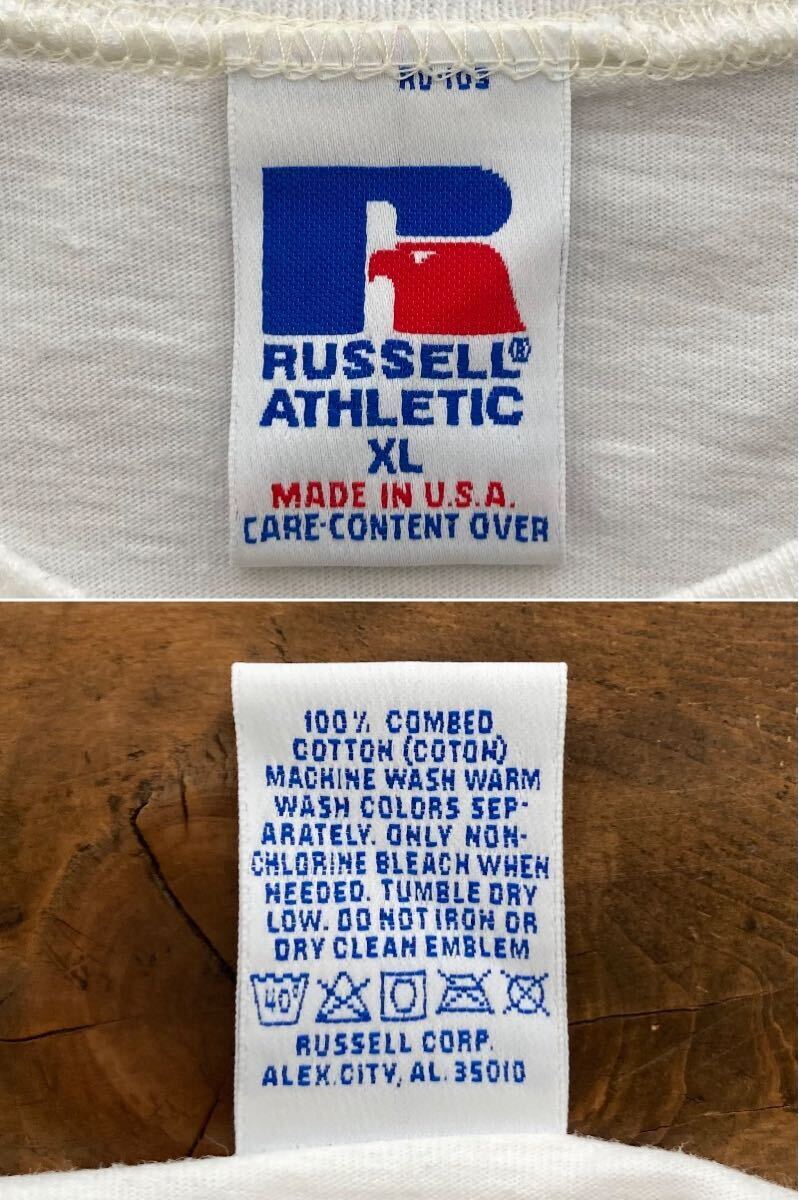 RUSSELL®
ATHLETIC
XL
MADE IN U.S.A.
CARE-CONTENT OVER
100% COMBED
COTTON (COTON)
MACHINE WASH WARM
WASH COLORS SEP-
ARATELY. ONLY NON-
CHLORINE BLEACH WHEN
NEEDED. TUMBLE DRY
LOW. DO NOT IRON OR
DRY CLEAN EMBLEM
40°
RUSSELL CORP.
ALEX.CITY, AL. 35010